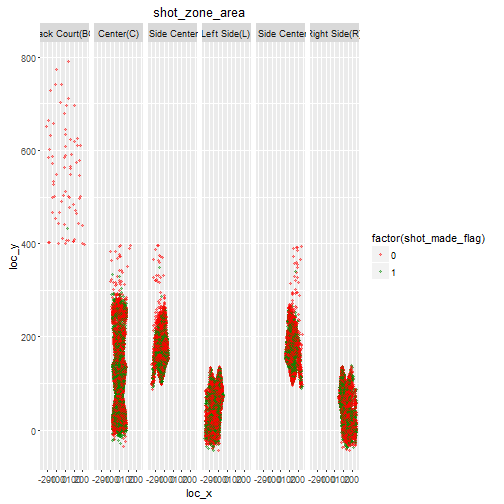 shot_zone_area
ack Court(BC
Center(C)
Side Center
Left Side(L)
Side Center
Right Side(R
800
600
400
200
0
loc_y
loc_x
factor(shot_made_flag)
0
1